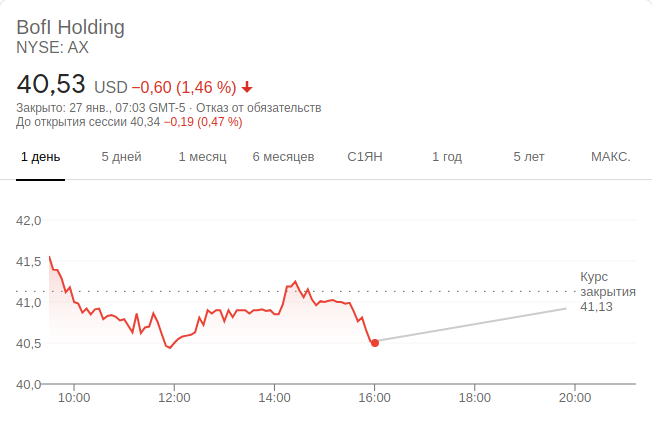 BofI Holding
NYSE: AX
40,53 USD −0,60 (1,46 %)
Закрыто: 27 янв., 07:03 GMT-5 · Отказ от обязательств
До открытия сессии 40,34 −0,19 (0,47 %)
1 день 5 дней 1 месяц 6 месяцев С1ЯН 1 год 5 лет МАКС.
42,0
41,5
Курс
закрытия
41,13
41,0
40,5
40,0
10:00 12:00 14:00 16:00 18:00 20:00